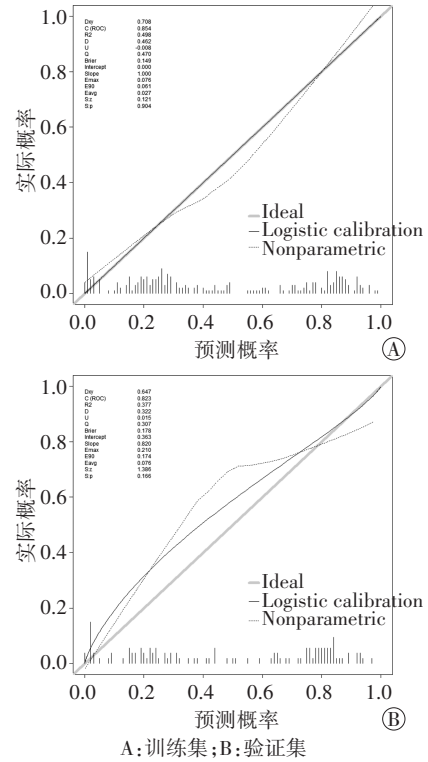 1.0
0.8
0.6
0.4
0.2
0.0
实际概率
Dxy 0.708
C (ROC) 0.854
R2 0.498
D 0.462
U -0.008
Q 0.470
Brier 0.149
Intercept 0.000
Slope 1.000
Emax 0.076
E90 0.061
Eavg 0.027
S:z 0.121
S:p 0.904
Ideal
Logistic calibration
Nonparametric
0.0 0.2 0.4 0.6 0.8 1.0
预测概率
A
1.0
0.8
0.6
0.4
0.2
0.0
实际概率
Dxy 0.647
C (ROC) 0.823
R2 0.377
D 0.322
U 0.015
Q 0.307
Brier 0.178
Intercept 0.363
Slope 0.820
Emax 0.210
E90 0.174
Eavg 0.076
S:z 1.386
S:p 0.166
Ideal
Logistic calibration
Nonparametric
0.0 0.2 0.4 0.6 0.8 1.0
预测概率
B
A:训练集;B:验证集